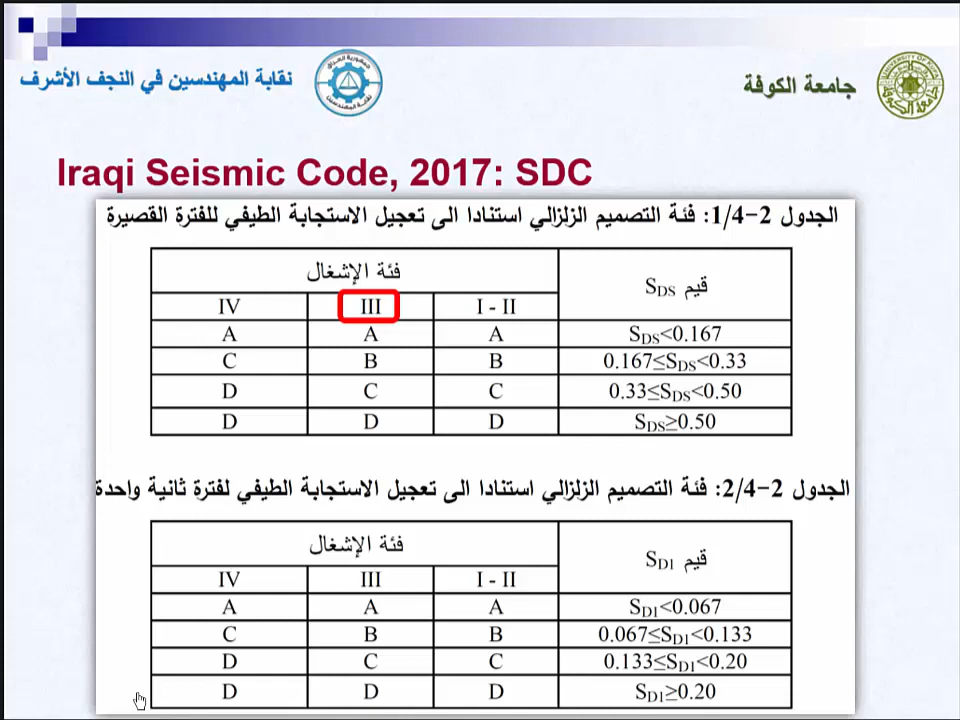 نقابة المهندسين في النجف الأشرف
جامعة الكوفة
Iraqi Seismic Code, 2017: SDC
الجدول 2-1/4: فئة التصميم الزلزالي استنادا الى تعجيل الاستجابة الطيفي للفترة القصيرة
قيم SDS فئة الإشغال
I - II III IV
SDS<0.167 A A A
0.167≤SDS<0.33 B B C
0.33≤SDS<0.50 C C D
SDS≥0.50 D D D
الجدول 2-2/4: فئة التصميم الزلزالي استنادا الى تعجيل الاستجابة الطيفي لفترة ثانية واحدة
قيم SD1 فئة الإشغال
I - II III IV
SD1<0.067 A A A
0.067≤SD1<0.133 B B C
0.133≤SD1<0.20 C C D
SD1≥0.20 D D D